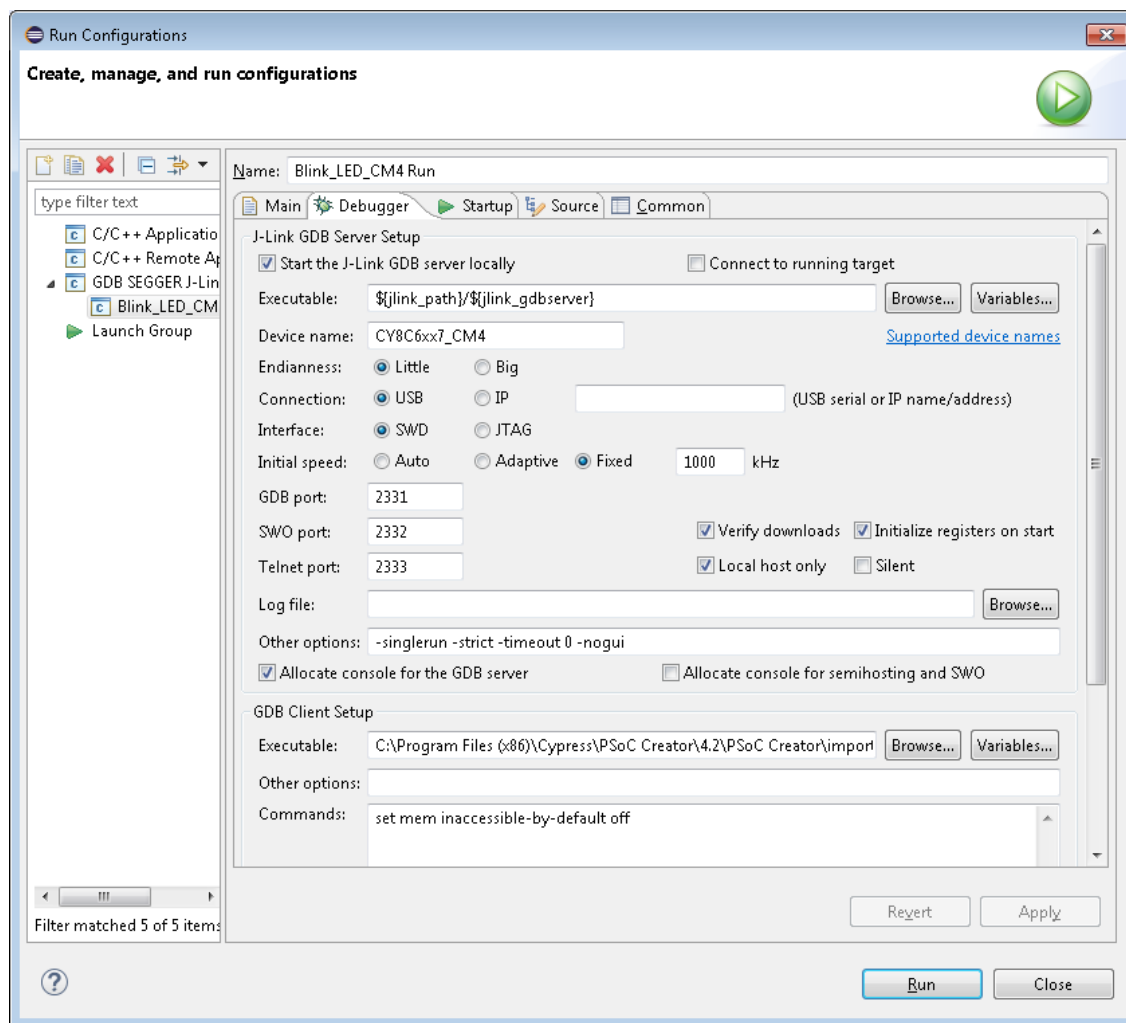 Run Configurations
Create, manage, and run configurations
Name: Blink_LED_CM4 Run
type filter text
Main Debugger Startup Source Common
C/C++ Applicatio
C/C++ Remote Ap
GDB SEGGER J-Lin
Blink_LED_CM
Launch Group
J-Link GDB Server Setup
Start the J-Link GDB server locally Connect to running target
Executable: ${jlink_path}/${jlink_gdbserver} Browse... Variables...
Device name: CY8C6xx7_CM4 Supported device names
Endianness: Little Big
Connection: USB IP (USB serial or IP name/address)
Interface: SWD JTAG
Initial speed: Auto Adaptive Fixed 1000 kHz
GDB port: 2331
SWO port: 2332 Verify downloads Initialize registers on start
Telnet port: 2333 Local host only Silent
Log file: Browse...
Other options: -singlerun -strict -timeout 0 -nogui
Allocate console for the GDB server Allocate console for semihosting and SWO
GDB Client Setup
Executable: C:\Program Files (x86)\Cypress\PSoC Creator\4.2\PSoC Creator\import Browse... Variables...
Other options:
Commands: set mem inaccessible-by-default off
Filter matched 5 of 5 items
Revert Apply
Run Close